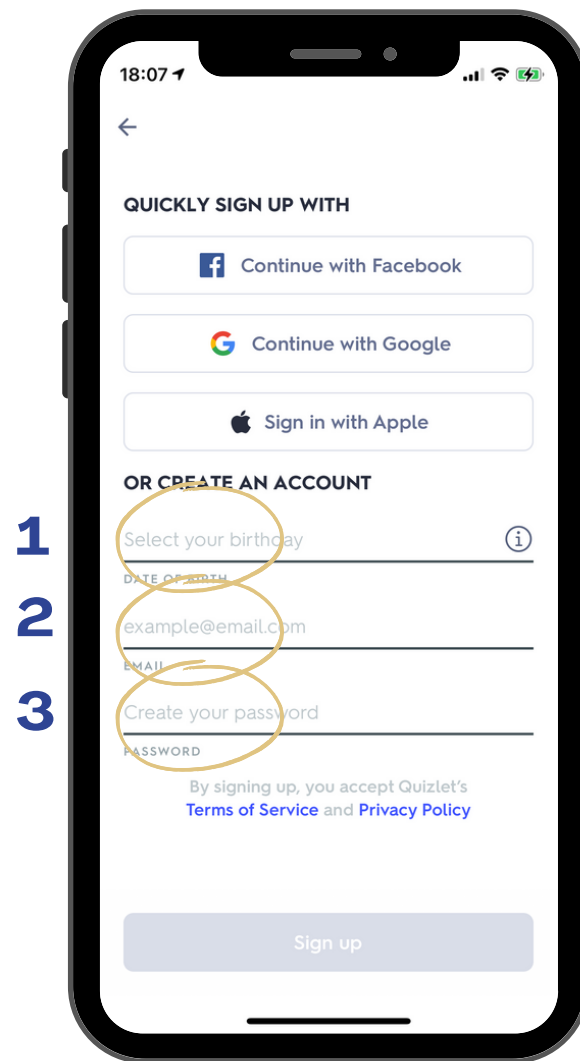 18:07
QUICKLY SIGN UP WITH
Continue with Facebook
Continue with Google
Sign in with Apple
OR CREATE AN ACCOUNT
1
Select your birthday
DATE OF BIRTH
2
example@email.com
EMAIL
3
Create your password
PASSWORD
By signing up, you accept Quizlet's
Terms of Service and Privacy Policy
Sign up